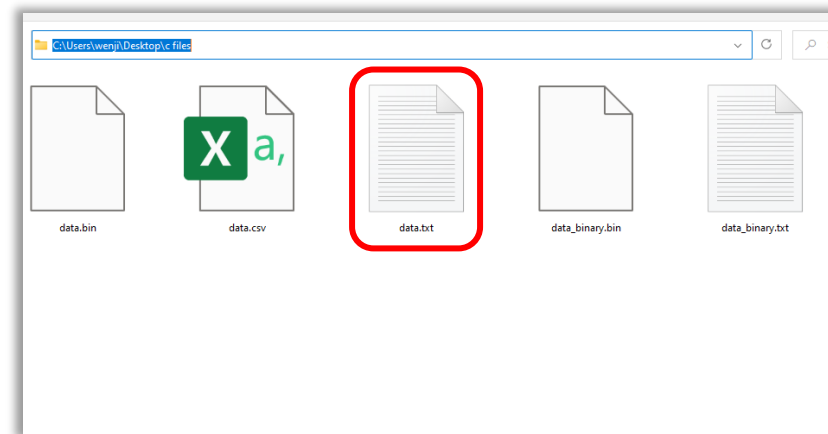 C:\Users\wenji\Desktop\c files
X a,
data.bin
data.csv
data.txt
data_binary.bin
data_binary.txt